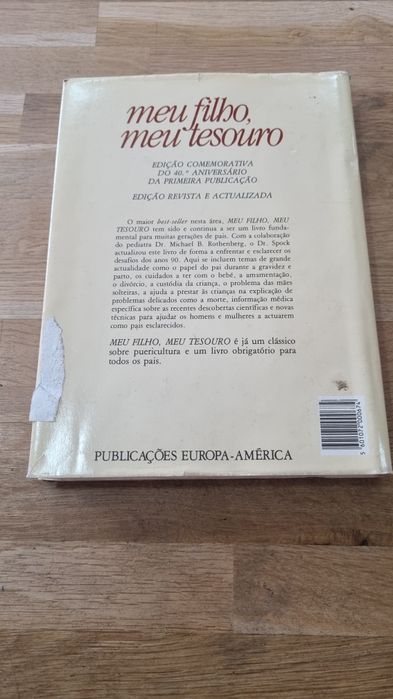 meu filho,
meu tesouro
EDIÇÃO COMEMORATIVA
DO 40.º ANIVERSÁRIO
DA PRIMEIRA PUBLICAÇÃO
EDIÇÃO REVISTA E ACTUALIZADA
O maior best-seller nesta área, MEU FILHO, MEU
TESOURO tem sido e continua a ser um livro funda-
mental para muitas gerações de pais. Com a colaboração
do pediatra Dr. Michael B. Rothenberg, o Dr. Spock
actualizou este livro de forma a enfrentar e esclarecer os
desafios dos anos 90. Aqui se incluem temas de grande
actualidade como o papel do pai durante a gravidez e
parto, os cuidados a ter com o bebé, a amamentação,
o divórcio, a custódia da criança, o problema das mães
solteiras, a ajuda a prestar às crianças na explicação de
problemas delicados como a morte, informação médica
específica sobre as recentes descobertas científicas e novas
técnicas para ajudar os homens e mulheres a actuarem
como pais esclarecidos.
MEU FILHO, MEU TESOURO é já um clássico
sobre puericultura e um livro obrigatório para
todos os pais.
5 601072 000674
PUBLICAÇÕES EUROPA-AMÉRICA